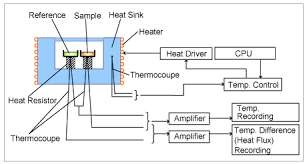 Reference
Sample
Heat Sink
Heater
Heat Driver
CPU
Thermocoupe
Temp. Control
Heat Resistor
Thermocoupe
Amplifier
Temp.
Recording
Amplifier
Temp. Difference
(Heat Flux)
Recording